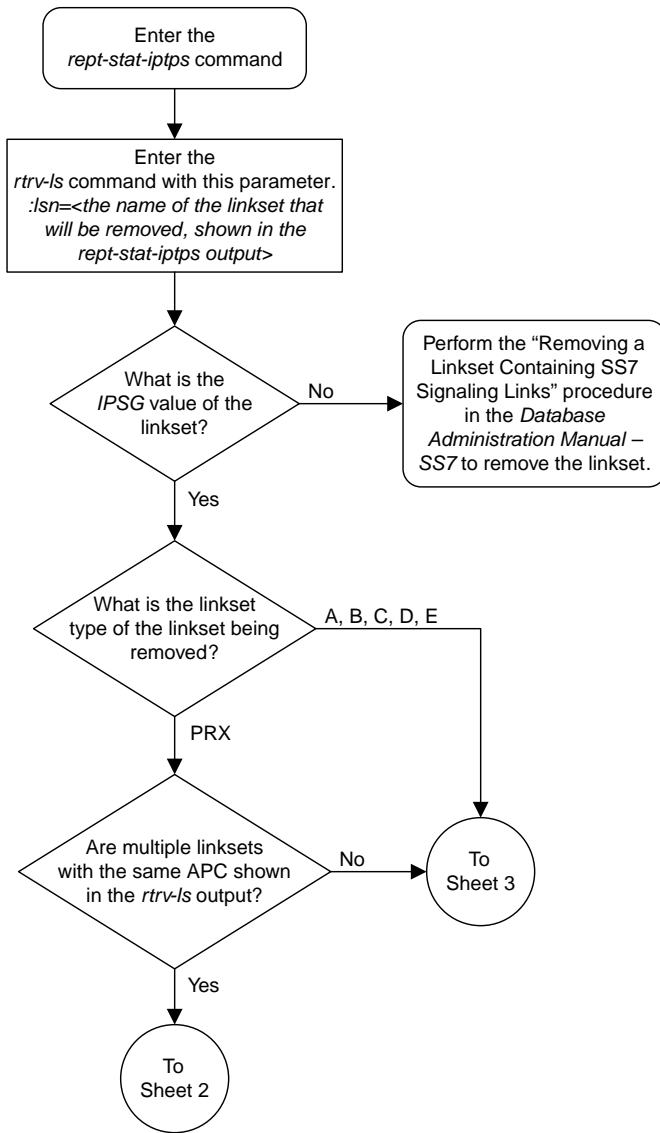 Enter the
rept-stat-iptps command
Enter the
rtrv-ls command with this parameter.
:lsn=<the name of the linkset that
will be removed, shown in the
rept-stat-iptps output>
What is the
IPSG value of the
linkset?
No
Perform the “Removing a
Linkset Containing SS7
Signaling Links” procedure
in the Database
Administration Manual –
SS7 to remove the linkset.
Yes
What is the linkset
type of the linkset being
removed?
A, B, C, D, E
PRX
Are multiple linksets
with the same APC shown
in the rtrv-ls output?
No
To
Sheet 3
Yes
To
Sheet 2